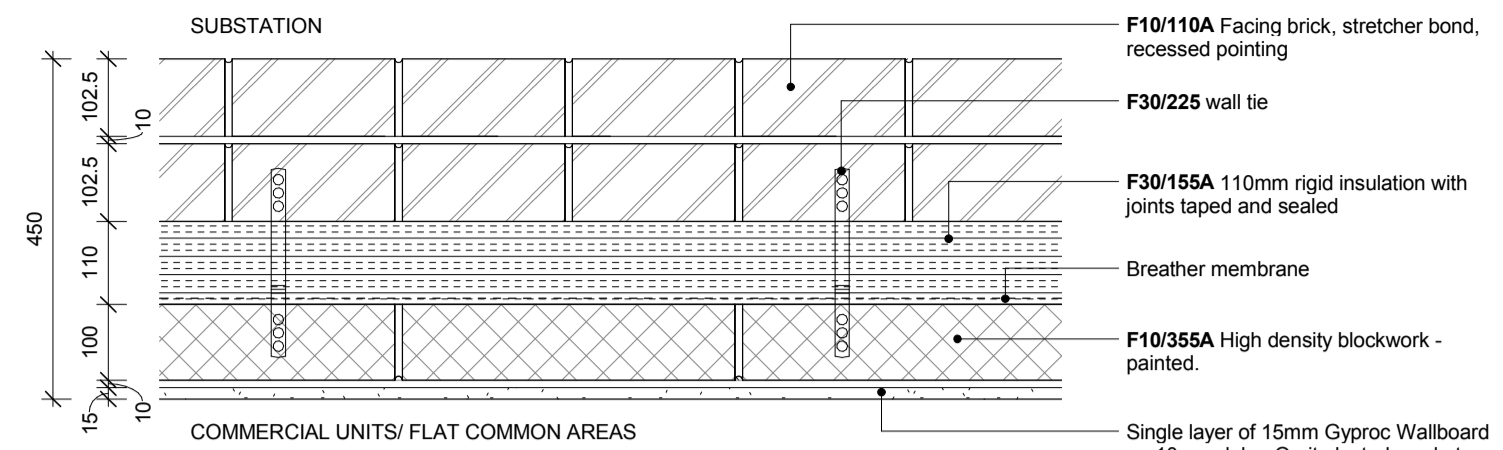 SUBSTATION
F10/110A Facing brick, stretcher bond,
recessed pointing
F30/225 wall tie
F30/155A 110mm rigid insulation with
joints taped and sealed
Breather membrane
F10/355A High density blockwork -
painted.
Single layer of 15mm Gyproc Wallboard
450
102.5
10
102.5
110
100
10
15
COMMERCIAL UNITS/ FLAT COMMON AREAS